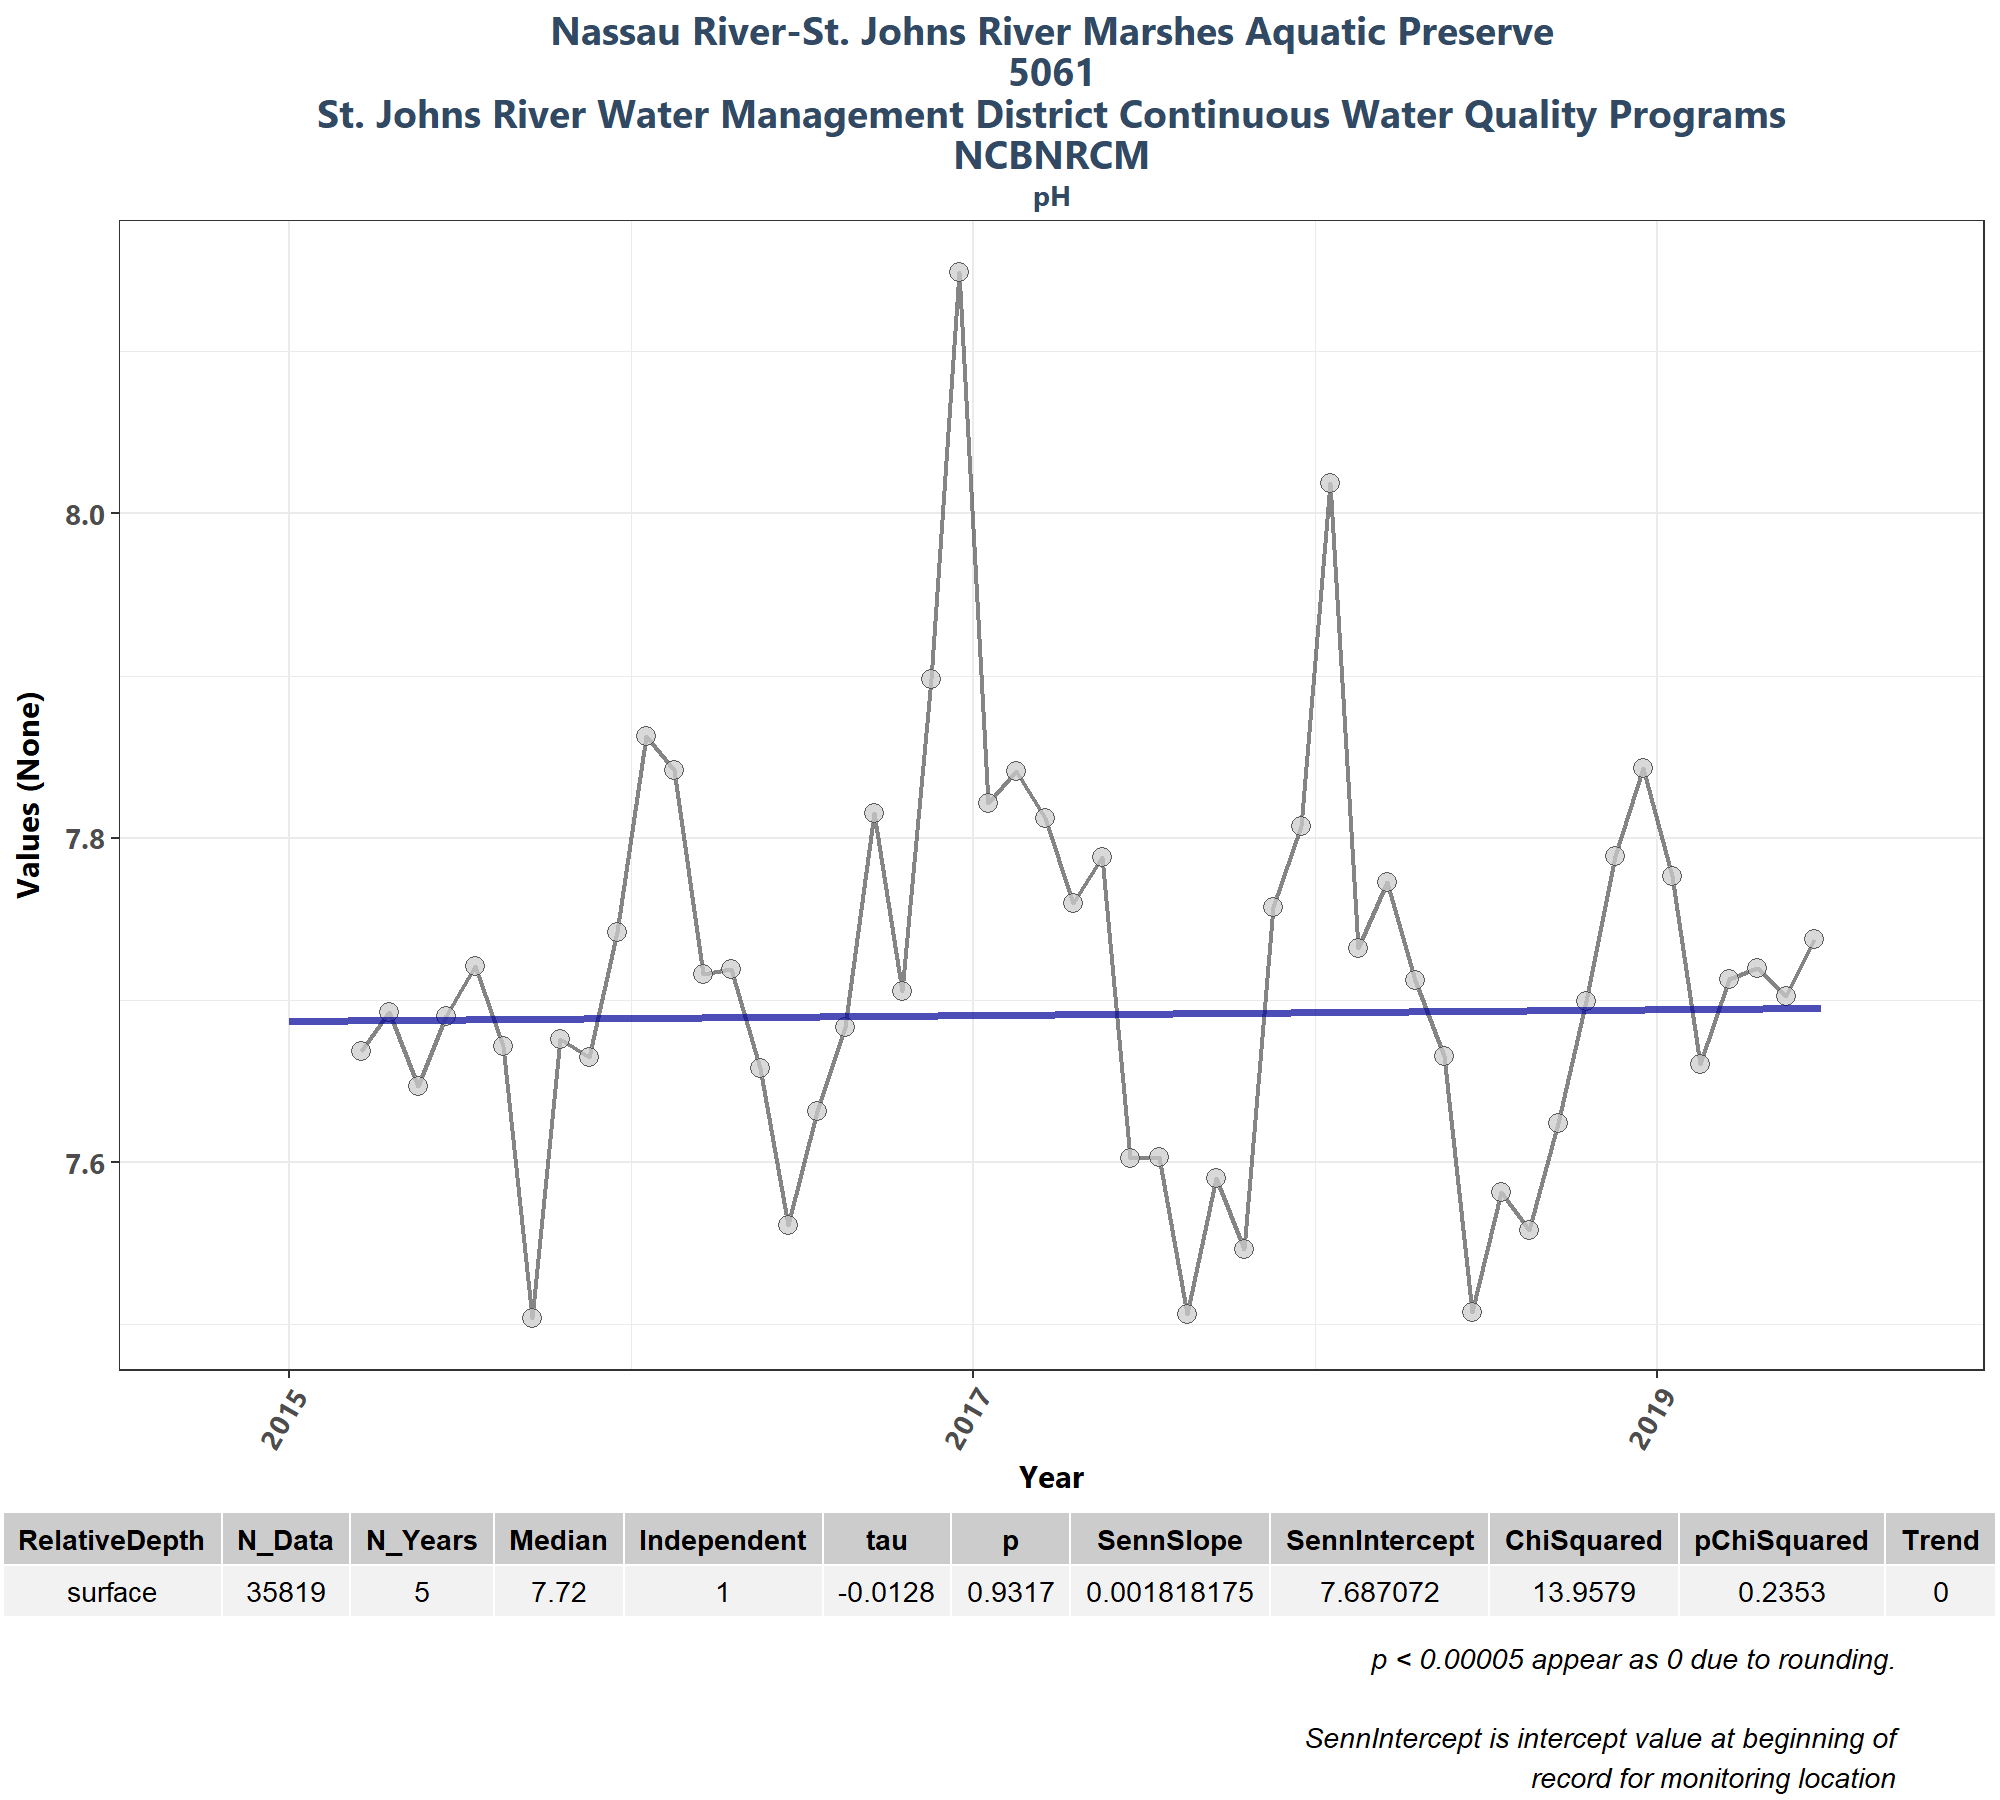 Nassau River-St. Johns River Marshes Aquatic Preserve
5061
St. Johns River Water Management District Continuous Water Quality Programs
NCBNRCM
pH
Values (None)
8.0
7.8
7.6
2015
2017
2019
Year
RelativeDepth N_Data N_Years Median Independent tau p SennSlope SennIntercept ChiSquared pChiSquared Trend
surface 35819 5 7.72 1 -0.0128 0.9317 0.001818175 7.687072 13.9579 0.2353 0
p < 0.00005 appear as 0 due to rounding.
SennIntercept is intercept value at beginning of
record for monitoring location